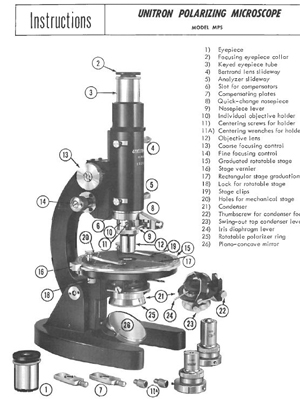 Instructions
UNITRON POLARIZING MICROSCOPE
MODEL MPS
1) Eyepiece
2) Focusing eyepiece collar
3) Keyed eyepiece tube
4) Bertrand lens slideway
5) Analyzer slideway
6) Slot for compensators
7) Compensating plates
8) Quick-change nosepiece
9) Nosepiece lever
10) Individual objective holder
11) Centering screws for holder
11A) Centering wrenches for holder
12) Objective lens
13) Coarse focusing control
14) Fine focusing control
15) Graduated rotatable stage
16) Stage vernier
17) Rectangular stage graduation
18) Lock for rotatable stage
19) Stage clips
20) Holes for mechanical stage
21) Condenser
22) Thumbscrew for condenser fo
23) Swing-out top condenser le
24) Iris diaphragm lever
25) Rotatable polarizer ring
26) Plano-concave mirror
2
3
4
13
5
14
8
6
10
11
9
12
20
19
15
17
16
18
21
24
22
25
23
26
1
7